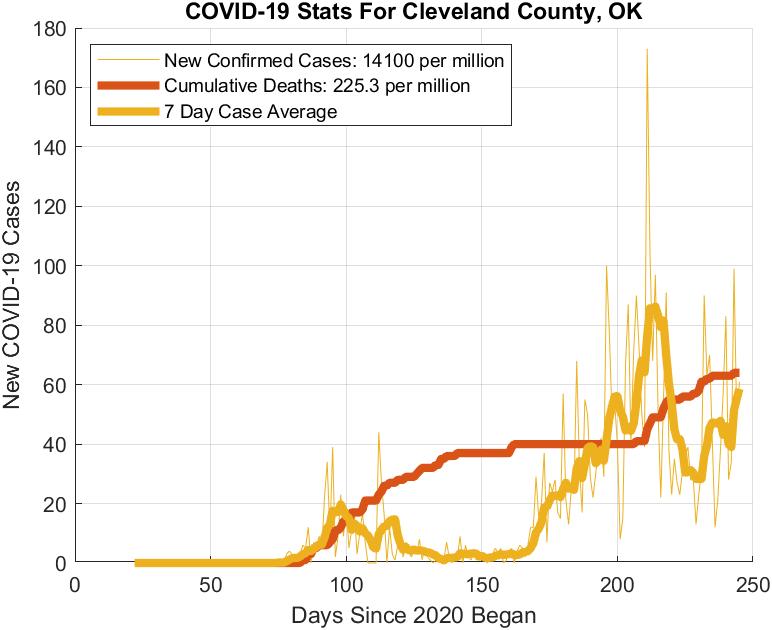 COVID-19 Stats For Cleveland County, OK
New Confirmed Cases: 14100 per million
Cumulative Deaths: 225.3 per million
7 Day Case Average
New COVID-19 Cases
180
160
140
120
100
80
60
40
20
0
0 50 100 150 200 250
Days Since 2020 Began